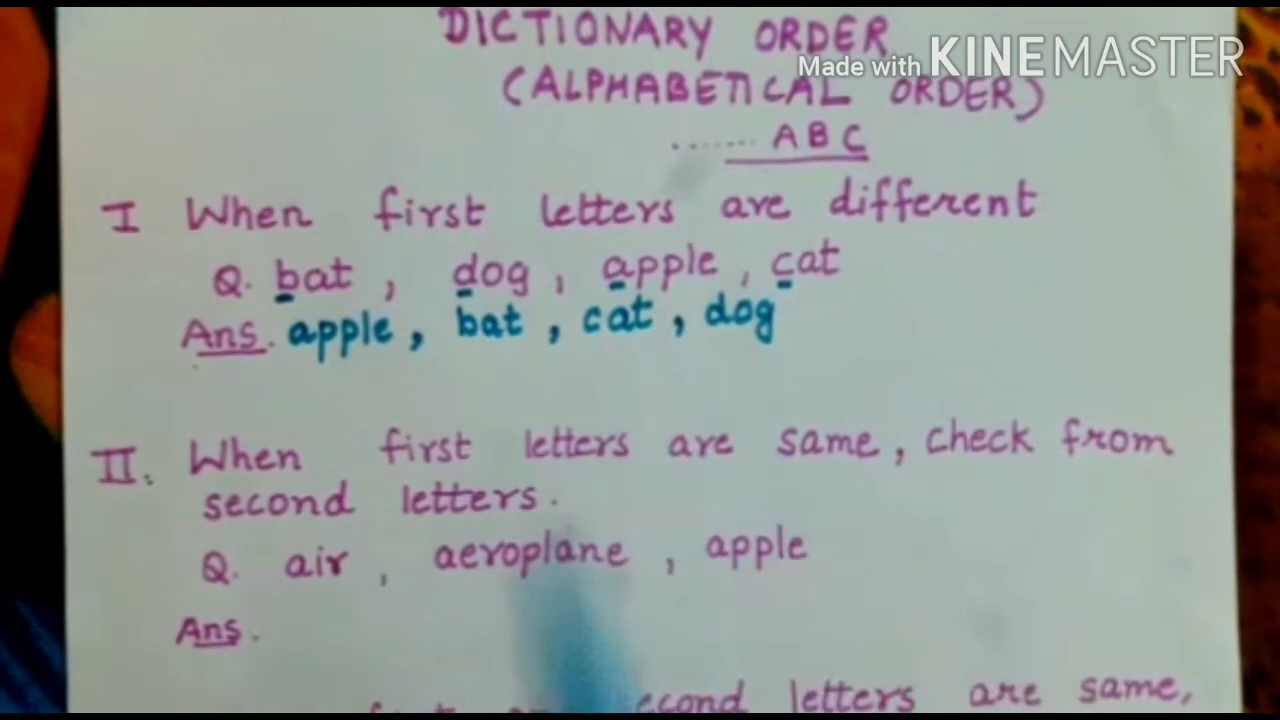 DICTIONARY ORDER
Made with KINEMASTER
(ALPHABETICAL ORDER)
....... ABC
I When first letters are different
Q. bat , dog , apple , cat
Ans. apple , bat , cat , dog
II. When first letters are same, check from
second letters.
Q. air , aeroplane , apple
Ans.
letters are same,